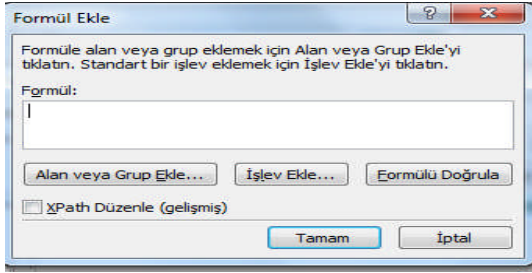 Formül Ekle
Formüle alan veya grup eklemek için Alan veya Grup Ekle'yi
tıklatın. Standart bir işlev eklemek için İşlev Ekle'yi tıklatın.
Formül:
Alan veya Grup Ekle... İşlev Ekle... Formülü Doğrula
XPath Düzenle (gelişmiş)
Tamam İptal